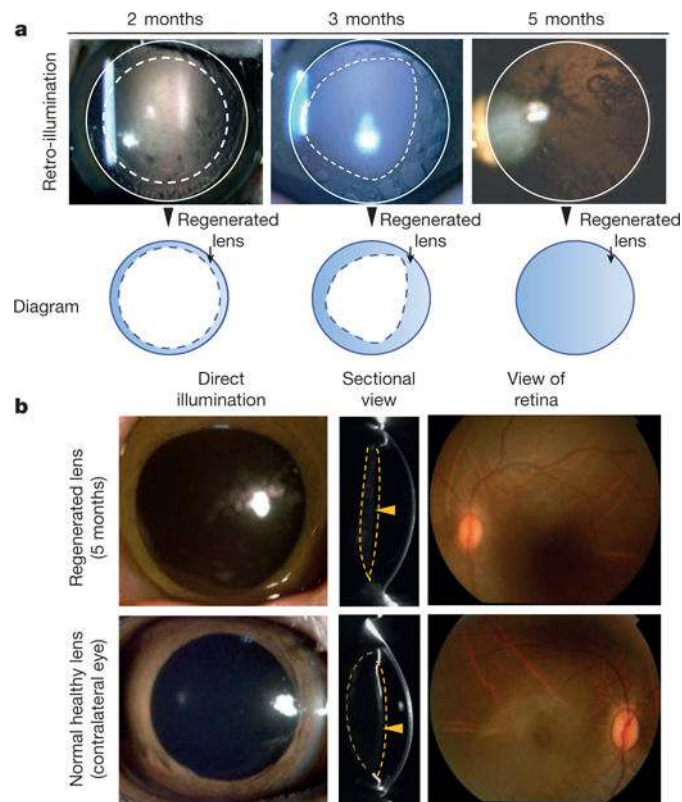 a
2 months
3 months
5 months
Retro-illumination
Regenerated
lens
Regenerated
lens
Regenerated
lens
Diagram
b
Direct
illumination
Sectional
view
View of
retina
Regenerated lens
(5 months)
Normal healthy lens
(contralateral eye)